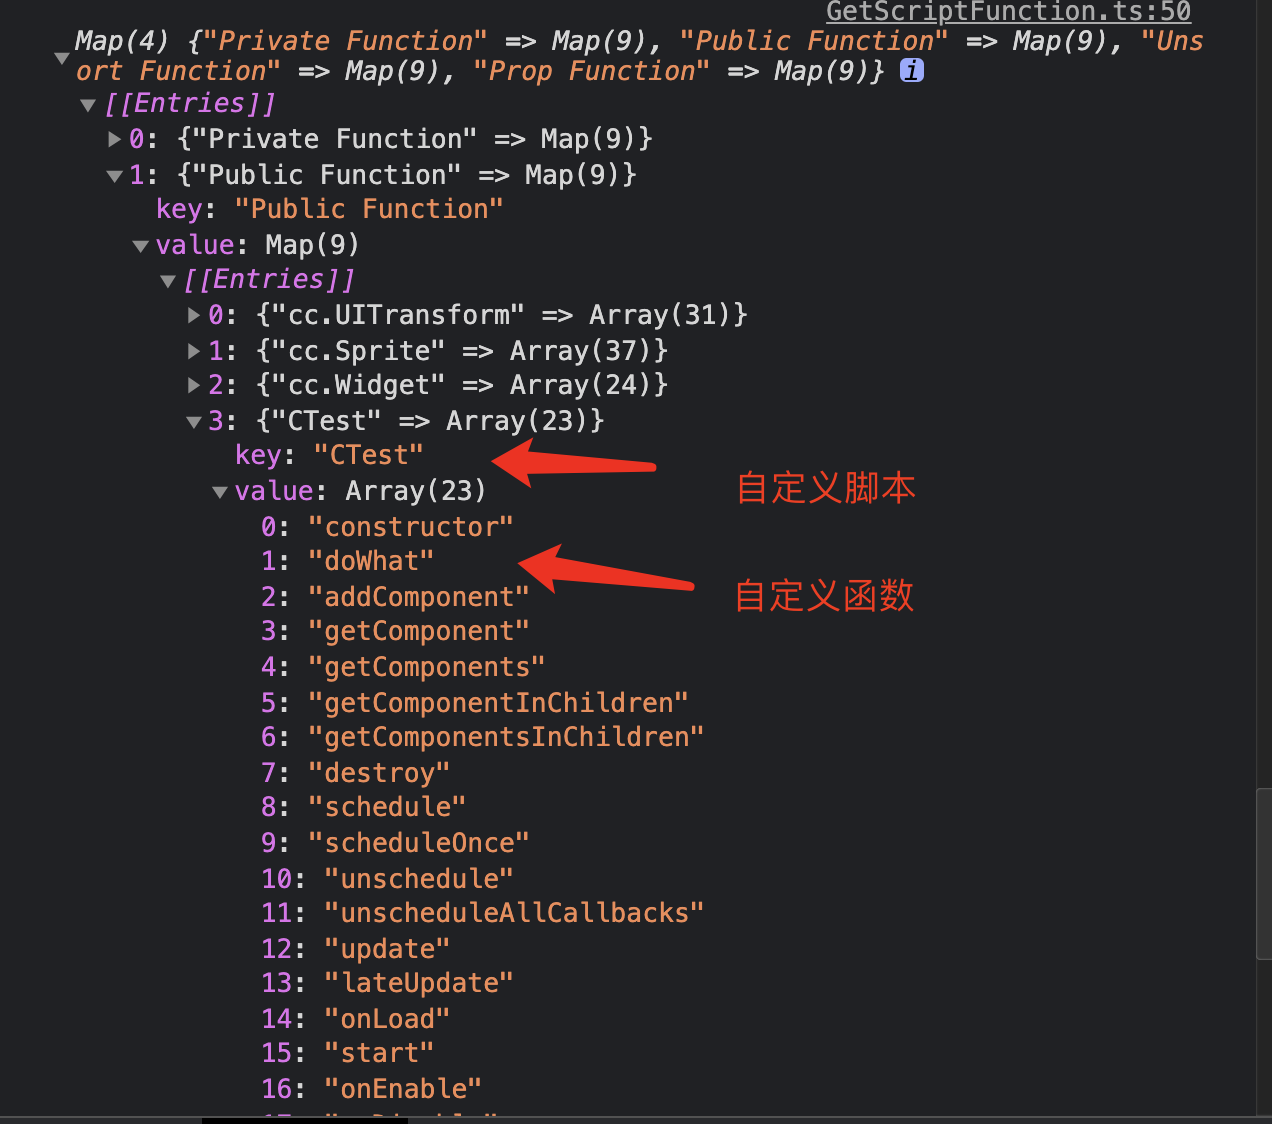 GetScriptFunction.ts:50
Map(4) {"Private Function" => Map(9), "Public Function" => Map(9), "Uns
ort Function" => Map(9), "Prop Function" => Map(9)} i
[[Entries]]
0: {"Private Function" => Map(9)}
1: {"Public Function" => Map(9)}
key: "Public Function"
value: Map(9)
[[Entries]]
0: {"cc.UITransform" => Array(31)}
1: {"cc.Sprite" => Array(37)}
2: {"cc.Widget" => Array(24)}
3: {"CTest" => Array(23)}
key: "CTest"
自定义脚本
value: Array(23)
0: "constructor"
1: "doWhat"
自定义函数
2: "addComponent"
3: "getComponent"
4: "getComponents"
5: "getComponentInChildren"
6: "getComponentsInChildren"
7: "destroy"
8: "schedule"
9: "scheduleOnce"
10: "unschedule"
11: "unscheduleAllCallbacks"
12: "update"
13: "lateUpdate"
14: "onLoad"
15: "start"
16: "onEnable"